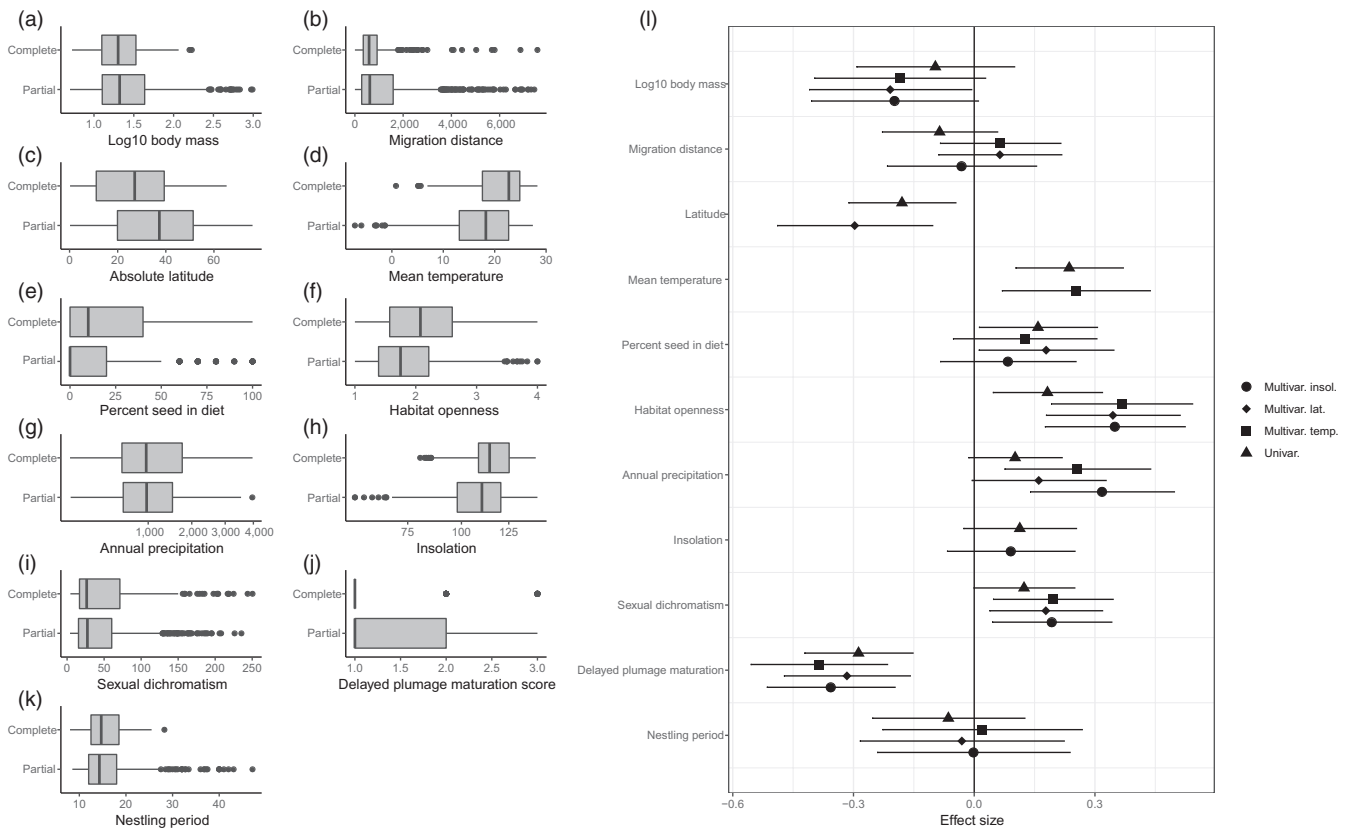 (a)
Complete
Partial
1.0 1.5 2.0 2.5 3.0
Log10 body mass
(b)
Complete
Partial
0 2,000 4,000 6,000
Migration distance
(c)
Complete
Partial
0 20 40 60
Absolute latitude
(d)
Complete
Partial
0 10 20 30
Mean temperature
(e)
Complete
Partial
0 25 50 75 100
Percent seed in diet
(f)
Complete
Partial
1 2 3 4
Habitat openness
(g)
Complete
Partial
1,000 2,000 3,000 4,000
Annual precipitation
(h)
Complete
Partial
75 100 125
Insolation
(i)
Complete
Partial
0 50 100 150 200 250
Sexual dichromatism
(j)
Complete
Partial
1.0 1.5 2.0 2.5 3.0
Delayed plumage maturation score
(k)
Complete
Partial
10 20 30 40
Nestling period
(l)
Log10 body mass
Migration distance
Latitude
Mean temperature
Percent seed in diet
Habitat openness
Annual precipitation
Insolation
Sexual dichromatism
Delayed plumage maturation
Nestling period
−0.6 −0.3 0.0 0.3
Effect size
Multivar. insol.
Multivar. lat.
Multivar. temp.
Univar.